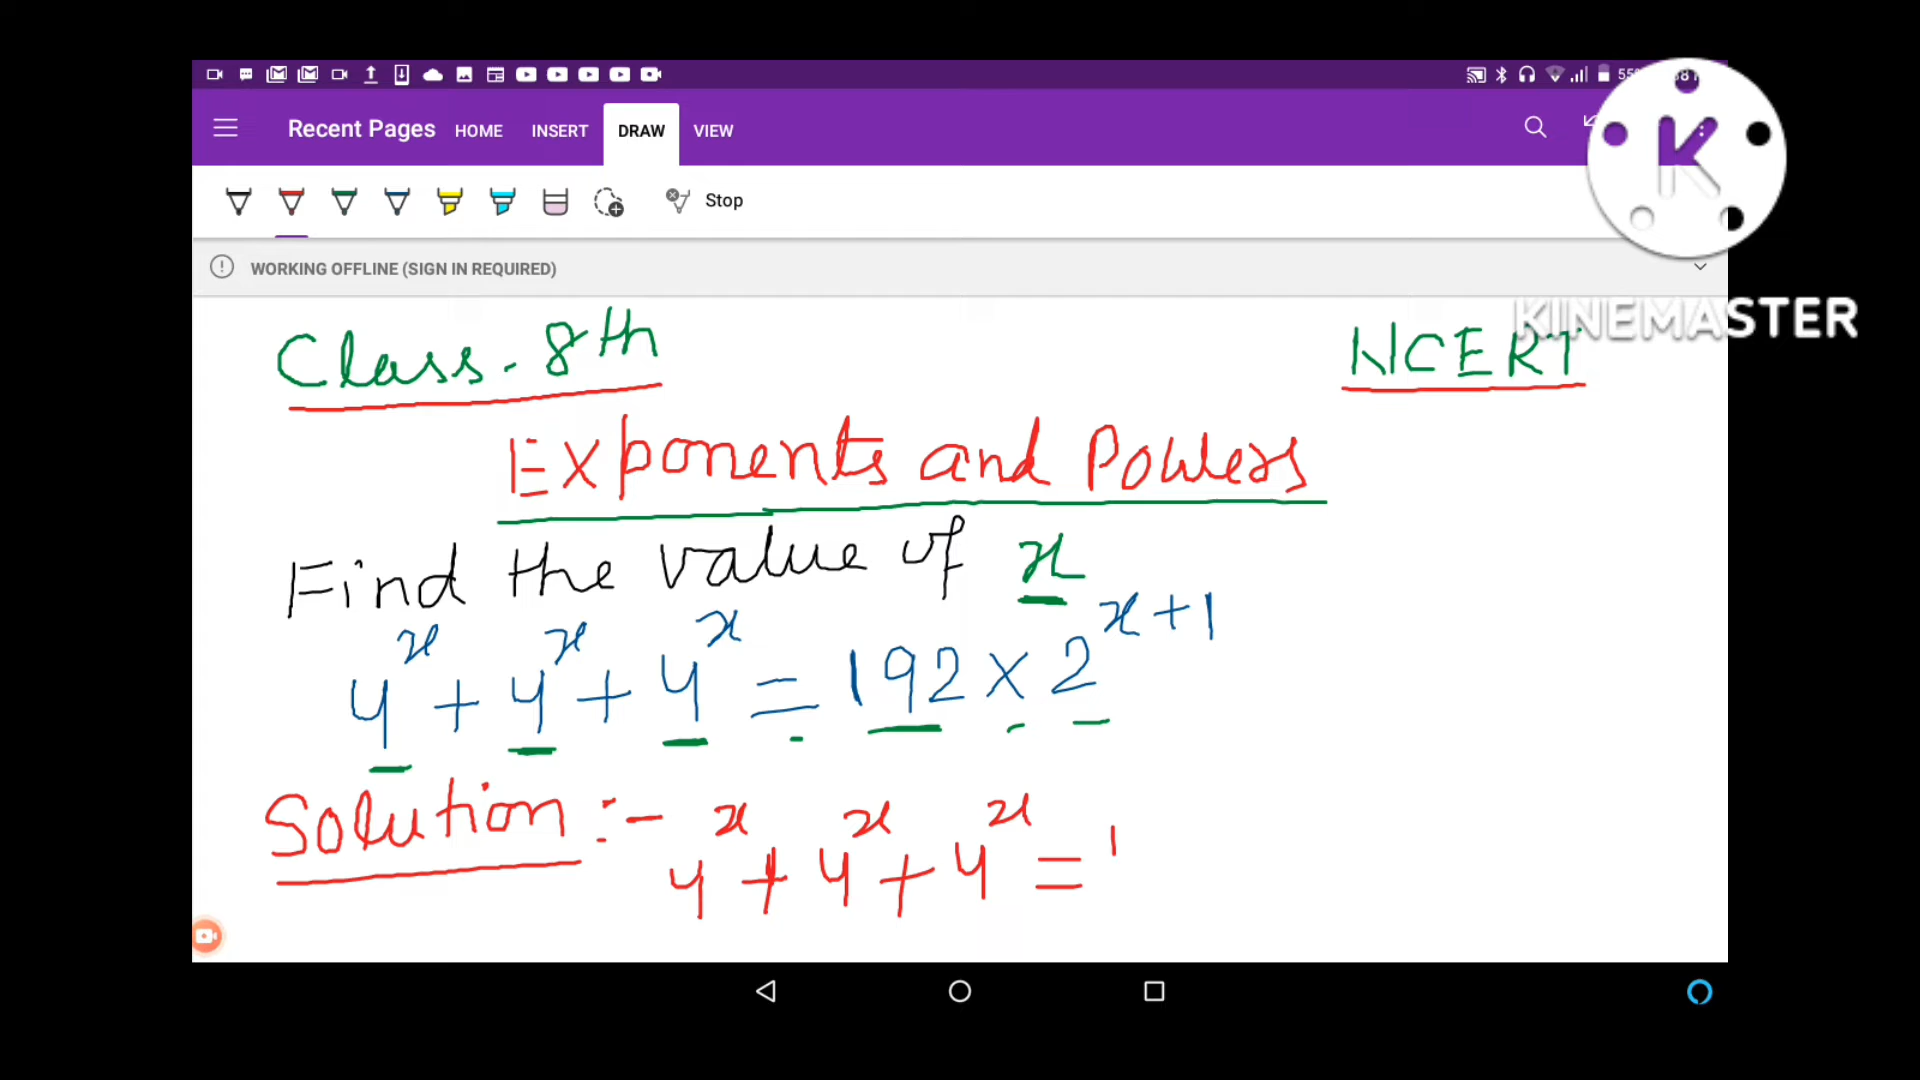 Recent Pages HOME INSERT DRAW VIEW
Stop
WORKING OFFLINE (SIGN IN REQUIRED)
KINEMASTER
Class. 8th NCERT
Exponents and Powers
Find the value of x
4^x + 4^x + 4^x = 192 × 2^x+1
Solution :- 4^x + 4^x + 4^x = 1